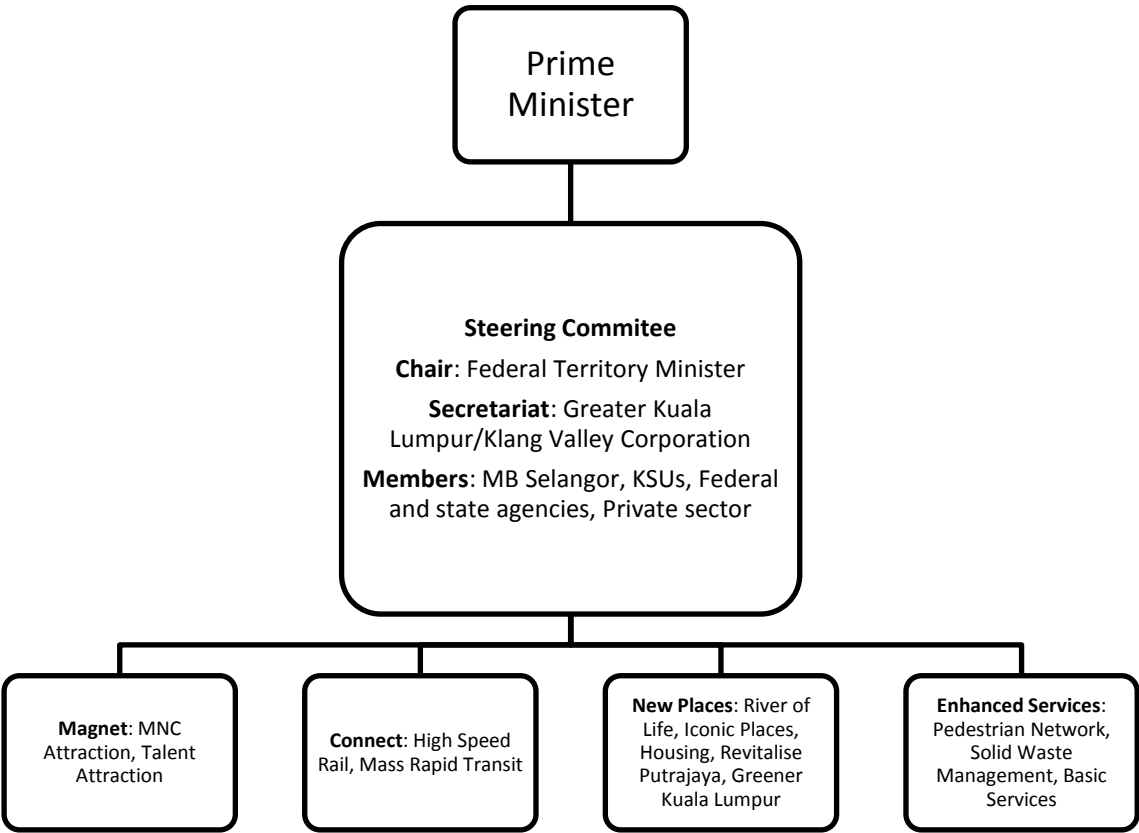 Prime
Minister
Steering Commitee
Chair: Federal Territory Minister
Secretariat: Greater Kuala
Lumpur/Klang Valley Corporation
Members: MB Selangor, KSUs, Federal
and state agencies, Private sector
Magnet: MNC
Attraction, Talent
Attraction
Connect: High Speed
Rail, Mass Rapid Transit
New Places: River of
Life, Iconic Places,
Housing, Revitalise
Putrajaya, Greener
Kuala Lumpur
Enhanced Services:
Pedestrian Network,
Solid Waste
Management, Basic
Services